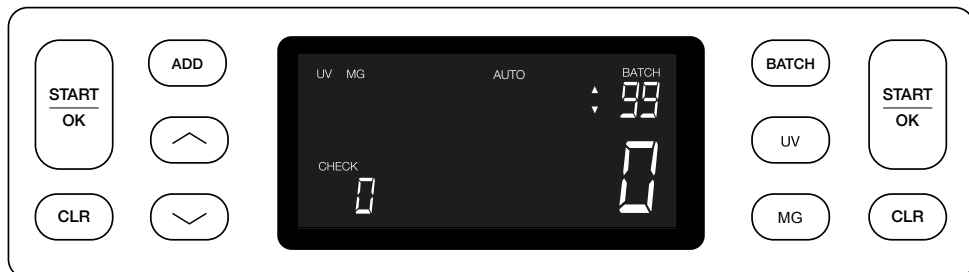 START
OK
CLR
ADD
UV MG AUTO BATCH
99
CHECK
0
0
BATCH
UV
MG
START
OK
CLR